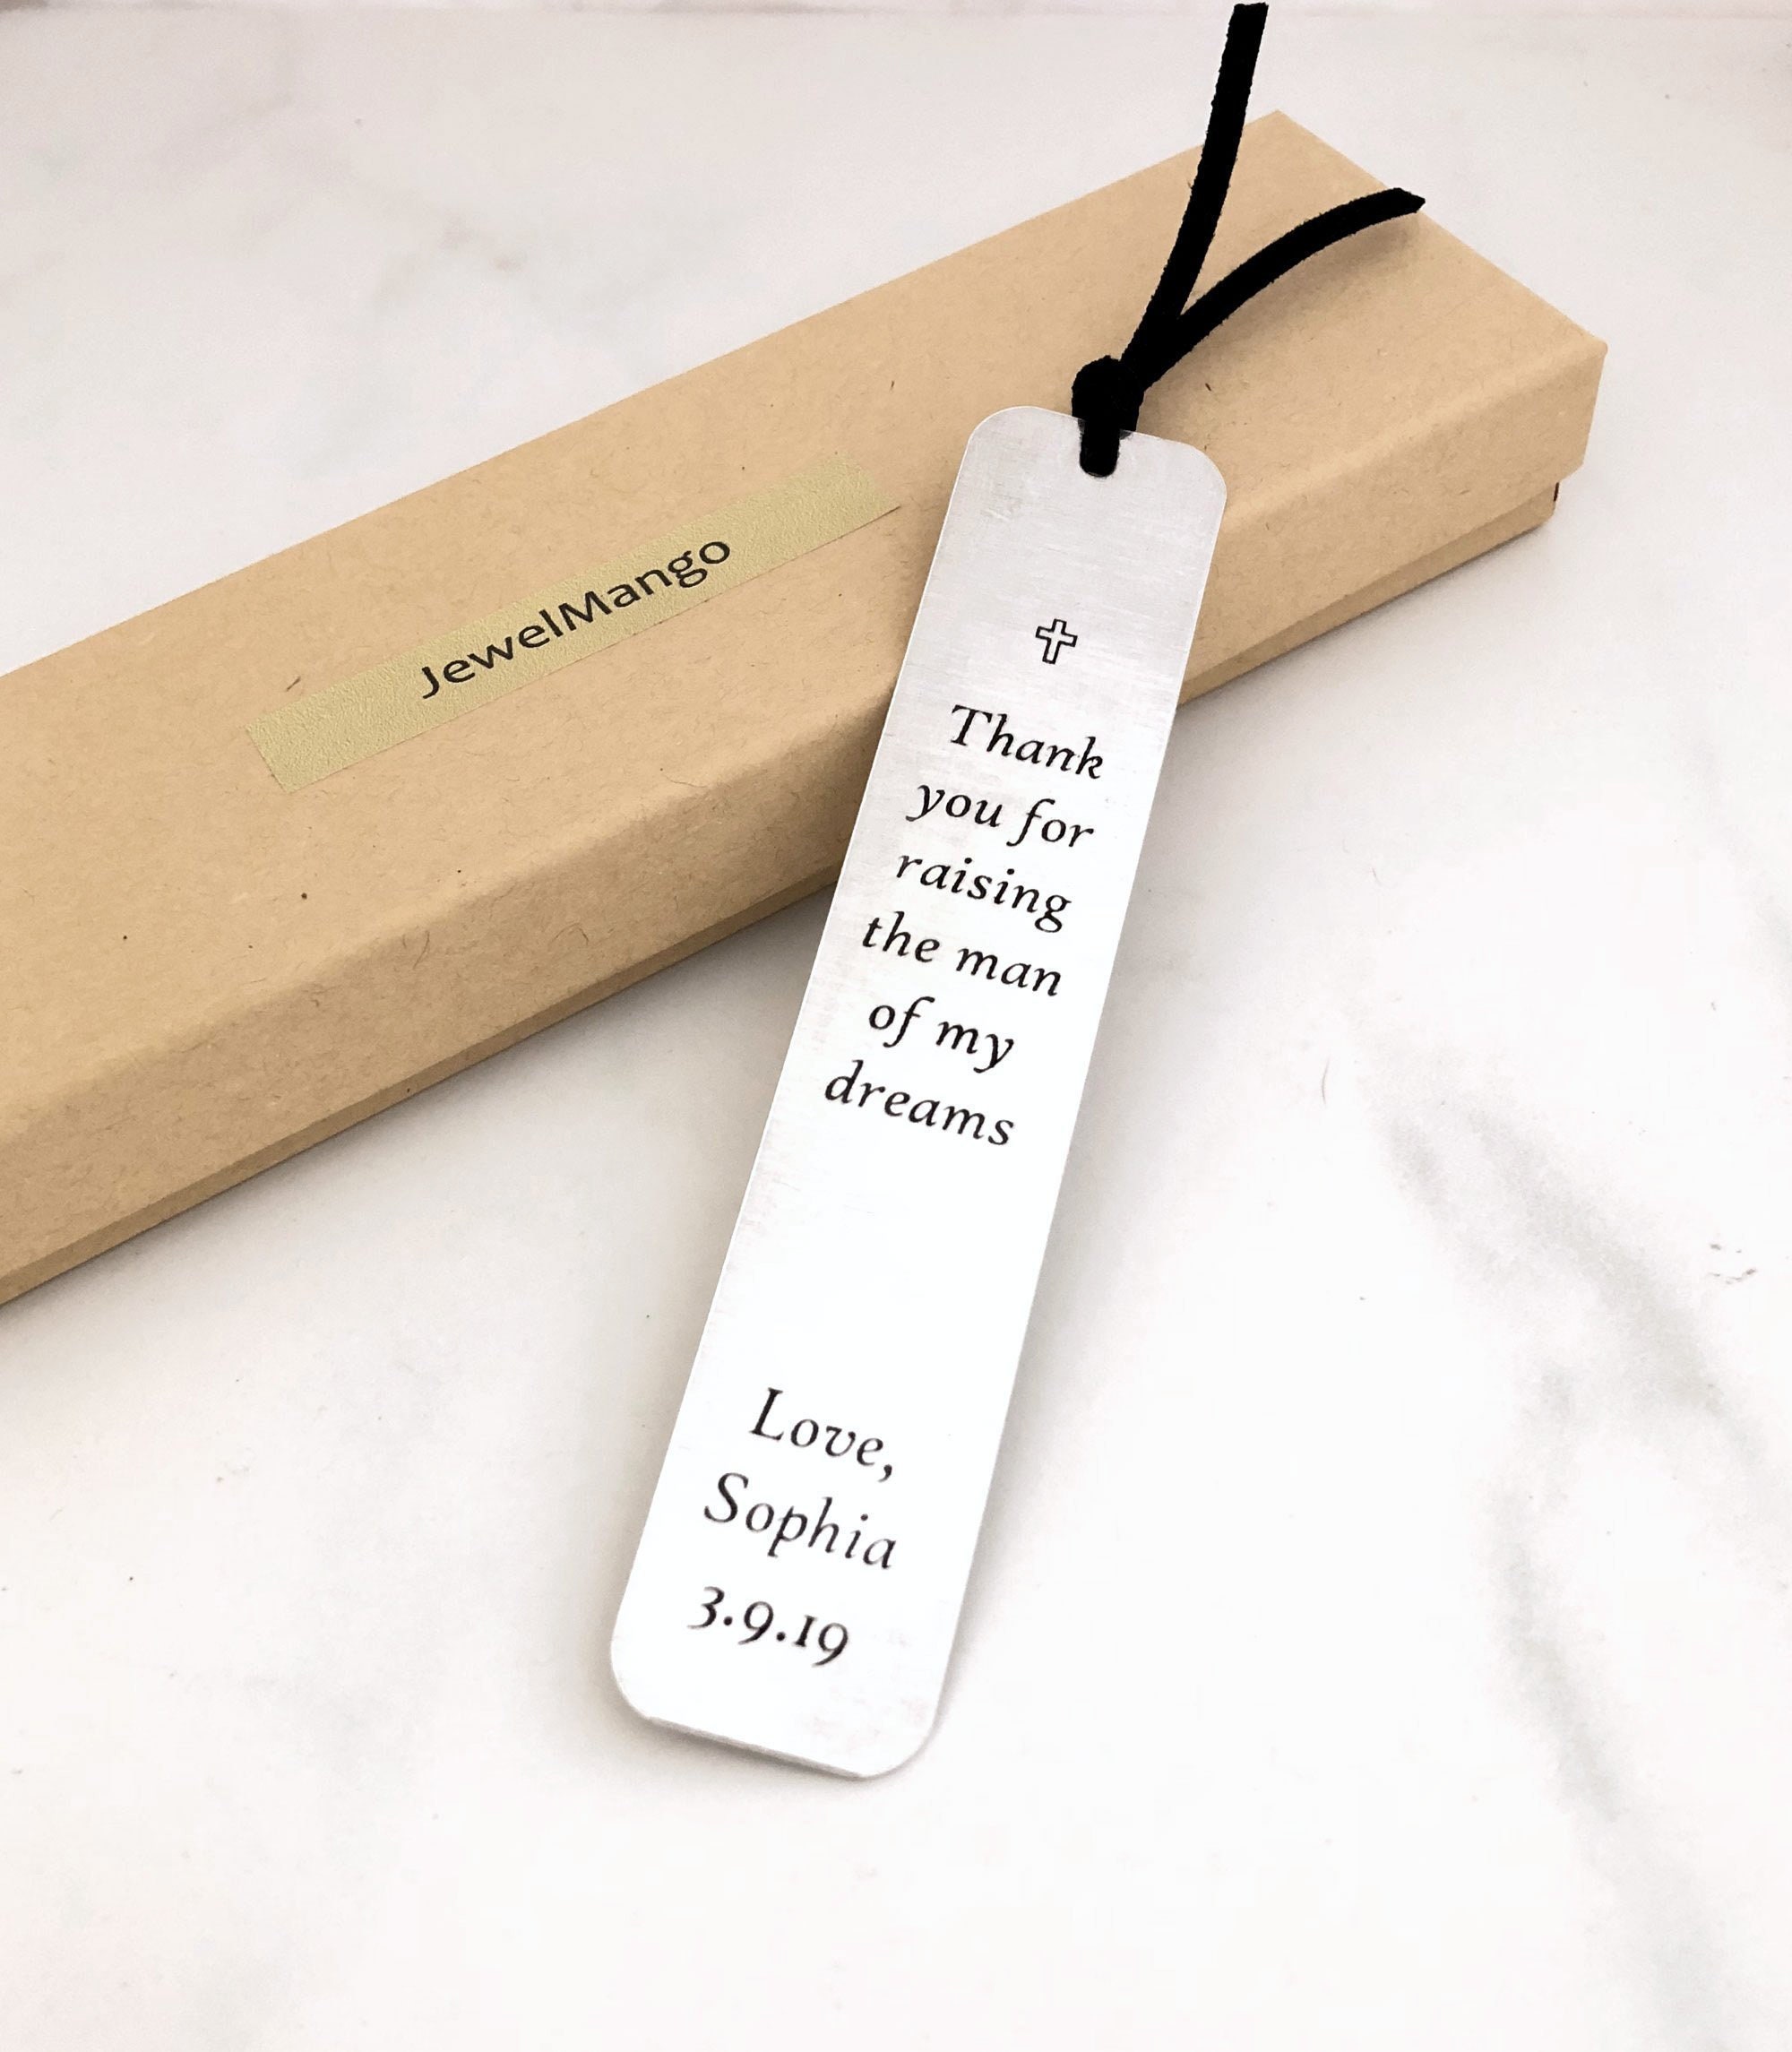 JewelMango
Thank
you for
raising
the man
of my
dreams
Love,
Sophia
3.9.19